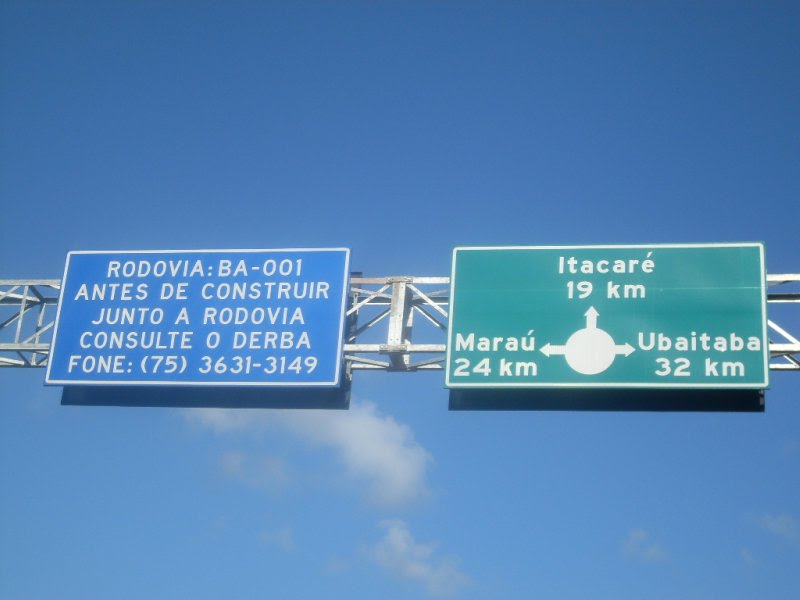 RODOVIA: BA-001
ANTES DE CONSTRUIR
JUNTO A RODOVIA
CONSULTE O DERBA
FONE: (75) 3631-3149
Itacaré
19 km
Maraú
24 km
Ubaitaba
32 km